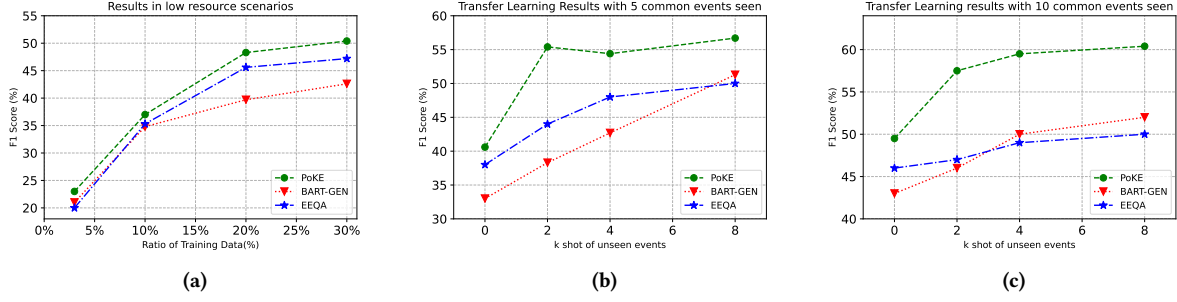 Results in low resource scenarios
55
50
45
40
35
30
25
20
F1 Score (%)
0% 5% 10% 15% 20% 25% 30%
Ratio of Training Data(%)
PoKE
BART-GEN
EEQA
(a)
Transfer Learning Results with 5 common events seen
60
55
50
45
40
35
30
F1 Score (%)
0 2 4 6 8
k shot of unseen events
PoKE
BART-GEN
EEQA
(b)
Transfer Learning results with 10 common events seen
60
55
50
45
40
F1 Score (%)
0 2 4 6 8
k shot of unseen events
PoKE
BART-GEN
EEQA
(c)